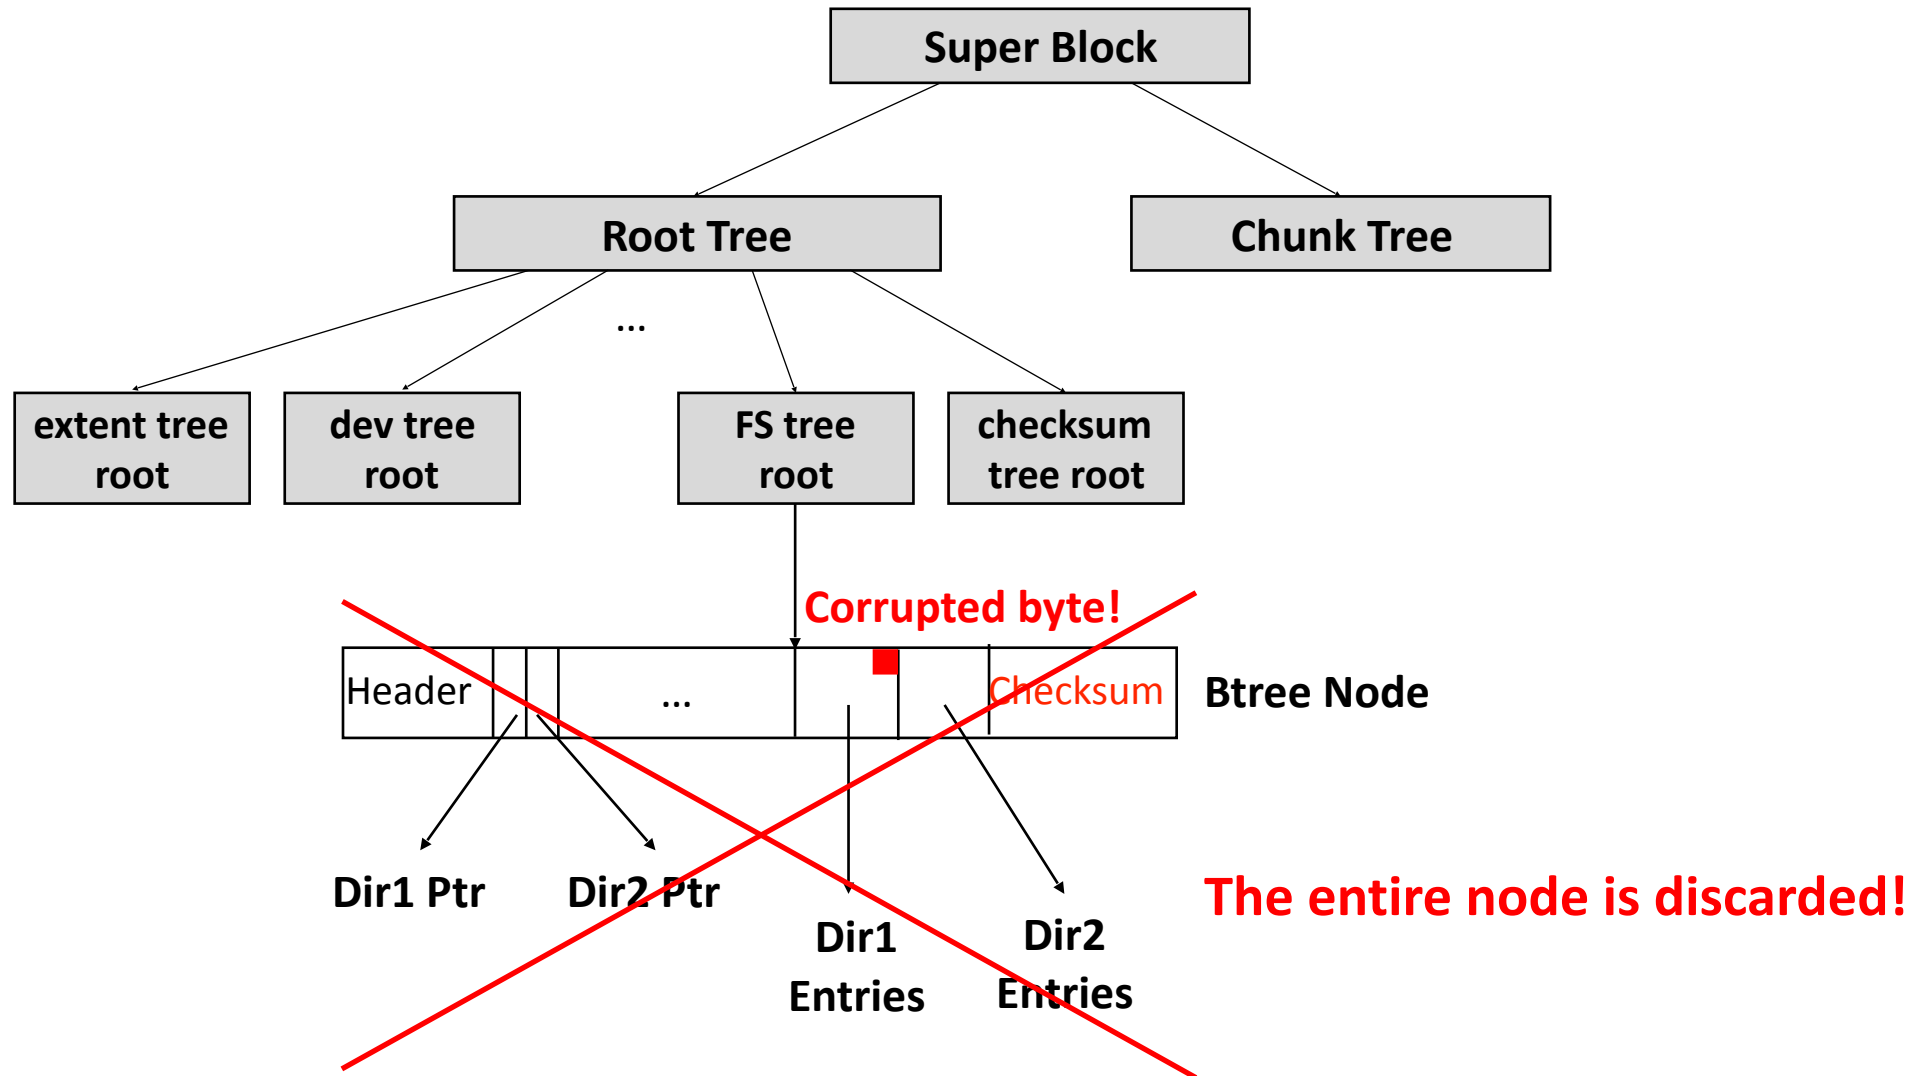 Super Block
Root Tree
Chunk Tree
...
extent tree
root
dev tree
root
FS tree
root
checksum
tree root
Corrupted byte!
Header
...
Checksum
Btree Node
Dir1 Ptr
Dir2 Ptr
Dir1
Entries
Dir2
Entries
The entire node is discarded!